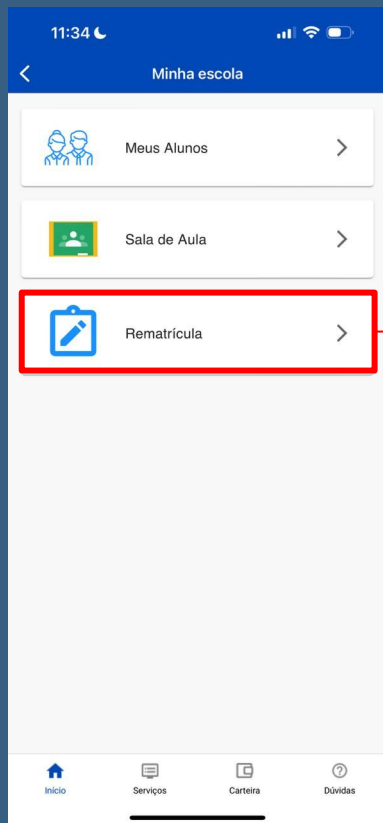 11:34
Minha escola
Meus Alunos
Sala de Aula
Rematrícula
Início
Serviços
Carteira
Dúvidas